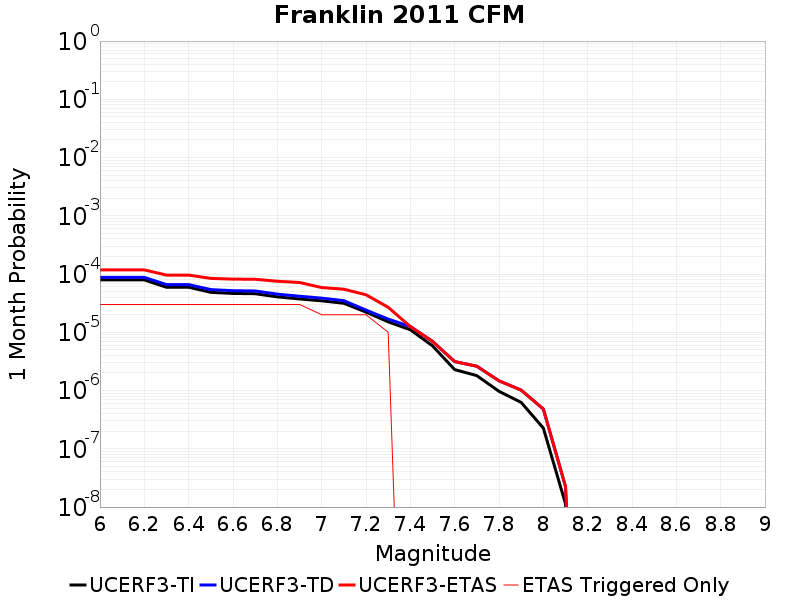 Franklin 2011 CFM
1 Month Probability
10^0
10^-1
10^-2
10^-3
10^-4
10^-5
10^-6
10^-7
10^-8
6 6.2 6.4 6.6 6.8 7 7.2 7.4 7.6 7.8 8 8.2 8.4 8.6 8.8 9
Magnitude
UCERF3-TI UCERF3-TD UCERF3-ETAS ETAS Triggered Only